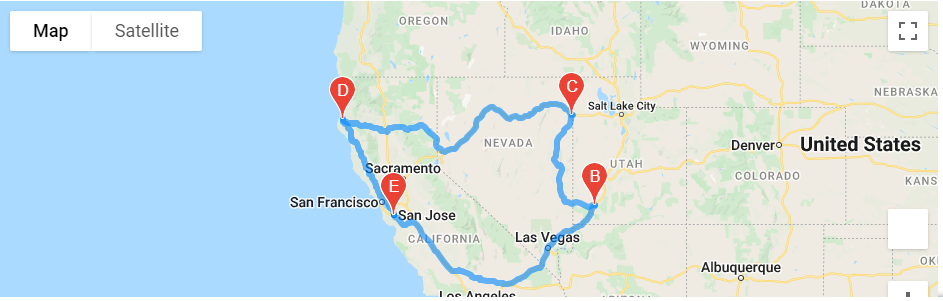 Map Satellite
OREGON
IDAHO
WYOMING
DAKOTA
NEBRASKA
D
C
Salt Lake City
NEVADA
UTAH
Denver
United States
COLORADO
KANS
Sacramento
E
B
San Francisco
San Jose
CALIFORNIA
Las Vegas
Albuquerque
OK
Los Angeles